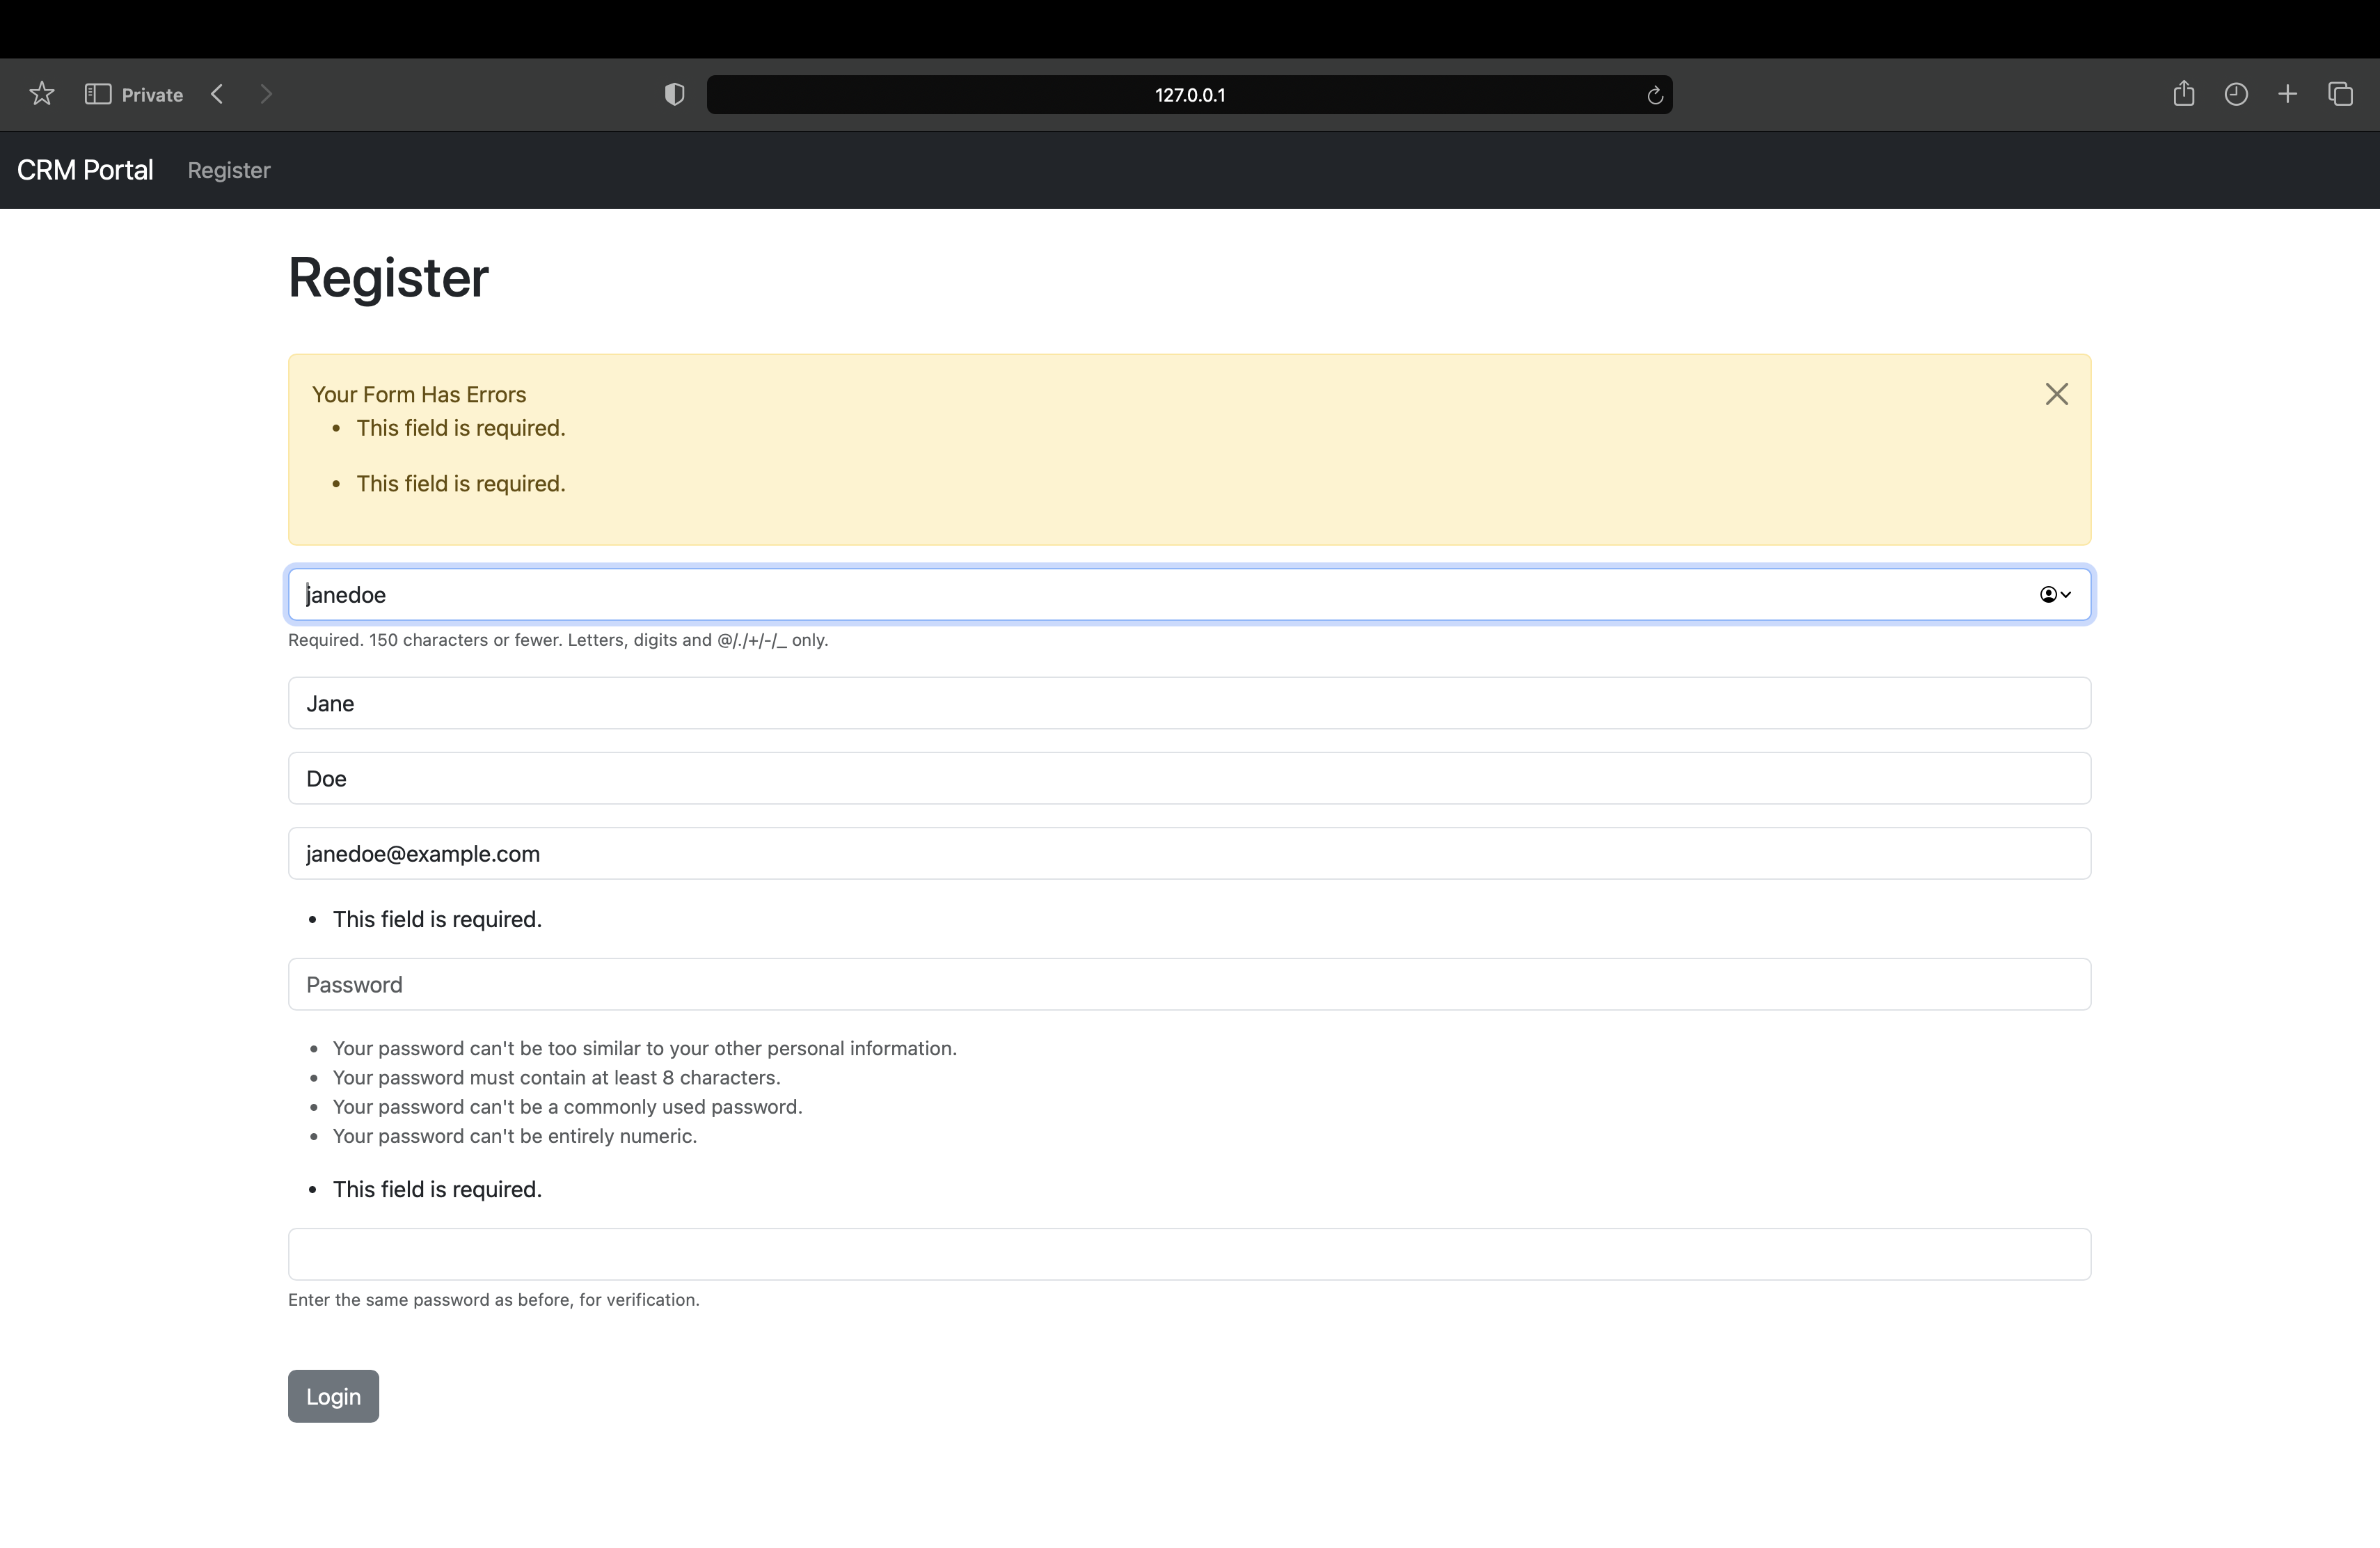 Private
127.0.0.1
CRM Portal Register
Register
Your Form Has Errors
• This field is required.
• This field is required.
janedoe
Required. 150 characters or fewer. Letters, digits and @/./+/-/_ only.
Jane
Doe
janedoe@example.com
• This field is required.
Password
• Your password can't be too similar to your other personal information.
• Your password must contain at least 8 characters.
• Your password can't be a commonly used password.
• Your password can't be entirely numeric.
• This field is required.
Enter the same password as before, for verification.
Login